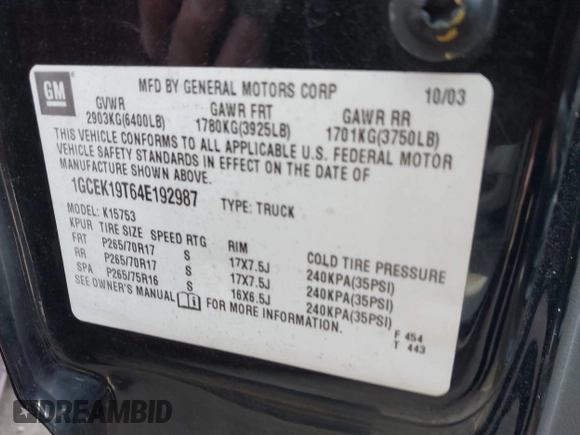 GM
MFD BY GENERAL MOTORS CORP 10/03
GVWR GAWR FRT GAWR RR
2903KG(6400LB) 1780KG(3925LB) 1701KG(3750LB)
THIS VEHICLE CONFORMS TO ALL APPLICABLE U.S. FEDERAL MOTOR
VEHICLE SAFETY STANDARDS IN EFFECT ON THE DATE OF
MANUFACTURE SHOWN ABOVE.
1GCEK19T64E192987 TYPE: TRUCK
MODEL: K15753
KPUR TIRE SIZE SPEED RTG RIM COLD TIRE PRESSURE
FRT P265/70R17 S 17X7.5J 240KPA(35PSI)
RR P265/70R17 S 17X7.5J 240KPA(35PSI)
SPA P265/75R16 S 16X6.5J 240KPA(35PSI)
SEE OWNER'S MANUAL FOR MORE INFORMATION.
F 454
T 443
DREAMBID